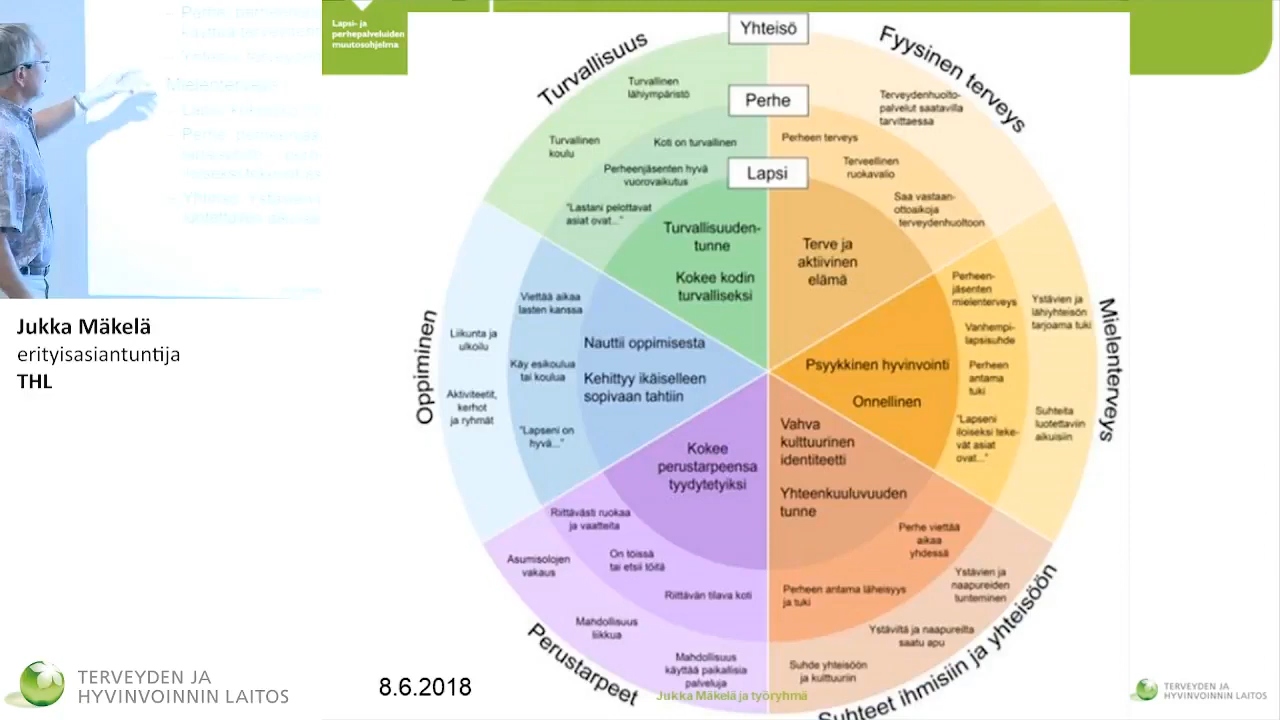 Lapsi- ja
perhepalveluiden
muutosohjelma
Yhteisö
Perhe
Lapsi
Turvallisuus
Turvallinen
lähiympäristö
Turvallinen
koulu
Koti on turvallinen
Perheenjäsenten hyvä
vuorovaikutus
"Lastani pelottavat
asiat ovat..."
Turvallisuuden-
tunne
Kokee kodin
turvalliseksi
Fyysinen terveys
Terveydenhuolto-
palvelut saatavilla
tarvittaessa
Perheen terveys
Terveellinen
ruokavalio
Saa vastaan-
ottoaikoja
terveydenhuoltoon
Terve ja
aktiivinen
elämä
Mielenterveys
Perheen-
jäsenten
mielenterveys
Ystävien ja
lähiyhteisön
tarjoama tuki
Vanhempi-
lapsisuhde
Perheen
antama
tuki
Suhteita
luotettaviin
aikuisiin
"Lapseni
iloiseksi teke-
vät asiat
ovat..."
Psyykkinen hyvinvointi
Onnellinen
Oppiminen
Viettää aikaa
lasten kanssa
Liikunta ja
ulkoilu
Käy esikoulua
tai koulua
Aktiviteetit,
kerhot
ja ryhmät
"Lapseni on
hyvä..."
Nauttii oppimisesta
Kehittyy ikäiselleen
sopivaan tahtiin
Kokee
perustarpeensa
tyydytetyiksi
Riittävästi ruokaa
ja vaatteita
Asumisolojen
vakaus
On töissä
tai etsii töitä
Riittävän tilava koti
Mahdollisuus
liikkua
Mahdollisuus
käyttää paikallisia
palveluja
Perustarpeet
Vahva
kulttuurinen
identiteetti
Yhteenkuuluvuuden
tunne
Perhe viettää
aikaa
yhdessä
Perheen antama läheisyys
ja tuki
Ystävien ja
naapureiden
tunteminen
Ystäviltä ja naapureilta
saatu apu
Suhde yhteisöön
ja kulttuuriin
Suhteet ihmisiin ja yhteisöön
Jukka Mäkelä
erityisasiantuntija
THL
TERVEYDEN JA
HYVINVOINNIN LAITOS
8.6.2018
Jukka Mäkelä ja työryhmä
TERVEYDEN JA
HYVINVOINNIN LAITOS